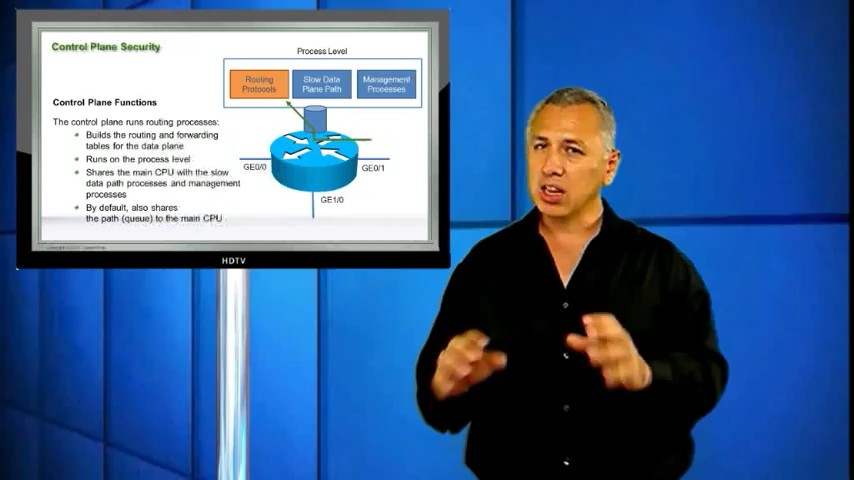 Control Plane Security
Process Level
Routing
Protocols
Slow Data
Plane Path
Management
Processes
Control Plane Functions
The control plane runs routing processes:
Builds the routing and forwarding
tables for the data plane
Runs on the process level
Shares the main CPU with the slow
data path processes and management
processes
By default, also shares
the path (queue) to the main CPU
GE0/0
GE0/1
GE1/0
HDTV